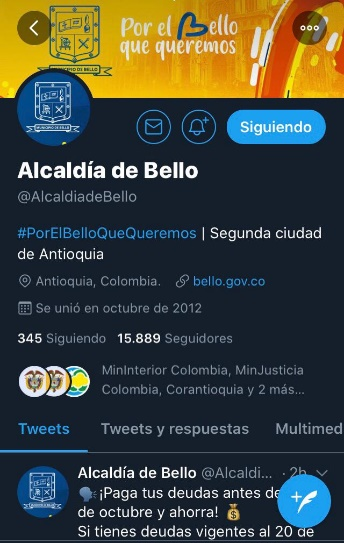 Por el Bello
que queremos
MUNICIPIO DE BELLO
Siguiendo
Alcaldía de Bello
@AlcaldiadeBello
#PorElBelloQueQueremos | Segunda ciudad
de Antioquia
Antioquia, Colombia. bello.gov.co
Se unió en octubre de 2012
345 Siguiendo 15.889 Seguidores
MinInterior Colombia, MinJusticia
Colombia, Corantioquia y 2 más...
Tweets Tweets y respuestas Multimed
Alcaldía de Bello @Alcaldi... · 2h
¡Paga tus deudas antes de
de octubre y ahorra!
Si tienes deudas vigentes al 20 de